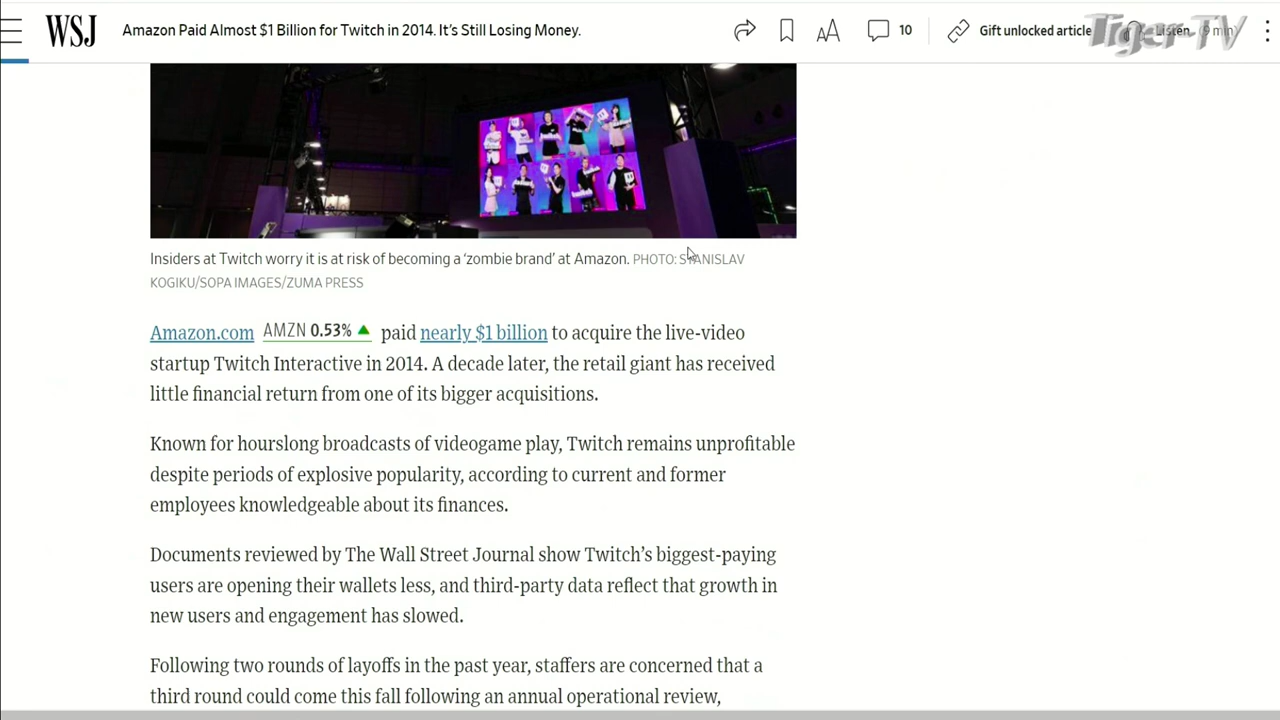 WSJ
Amazon Paid Almost $1 Billion for Twitch in 2014. It's Still Losing Money.
AA
10
Gift unlocked article
Listen (9 min)
Tiger-TV
Insiders at Twitch worry it is at risk of becoming a ‘zombie brand’ at Amazon. PHOTO: STANISLAV
KOGIKU/SOPA IMAGES/ZUMA PRESS
Amazon.com AMZN 0.53% ▲ paid nearly $1 billion to acquire the live-video
startup Twitch Interactive in 2014. A decade later, the retail giant has received
little financial return from one of its bigger acquisitions.
Known for hourslong broadcasts of videogame play, Twitch remains unprofitable
despite periods of explosive popularity, according to current and former
employees knowledgeable about its finances.
Documents reviewed by The Wall Street Journal show Twitch’s biggest-paying
users are opening their wallets less, and third-party data reflect that growth in
new users and engagement has slowed.
Following two rounds of layoffs in the past year, staffers are concerned that a
third round could come this fall following an annual operational review,